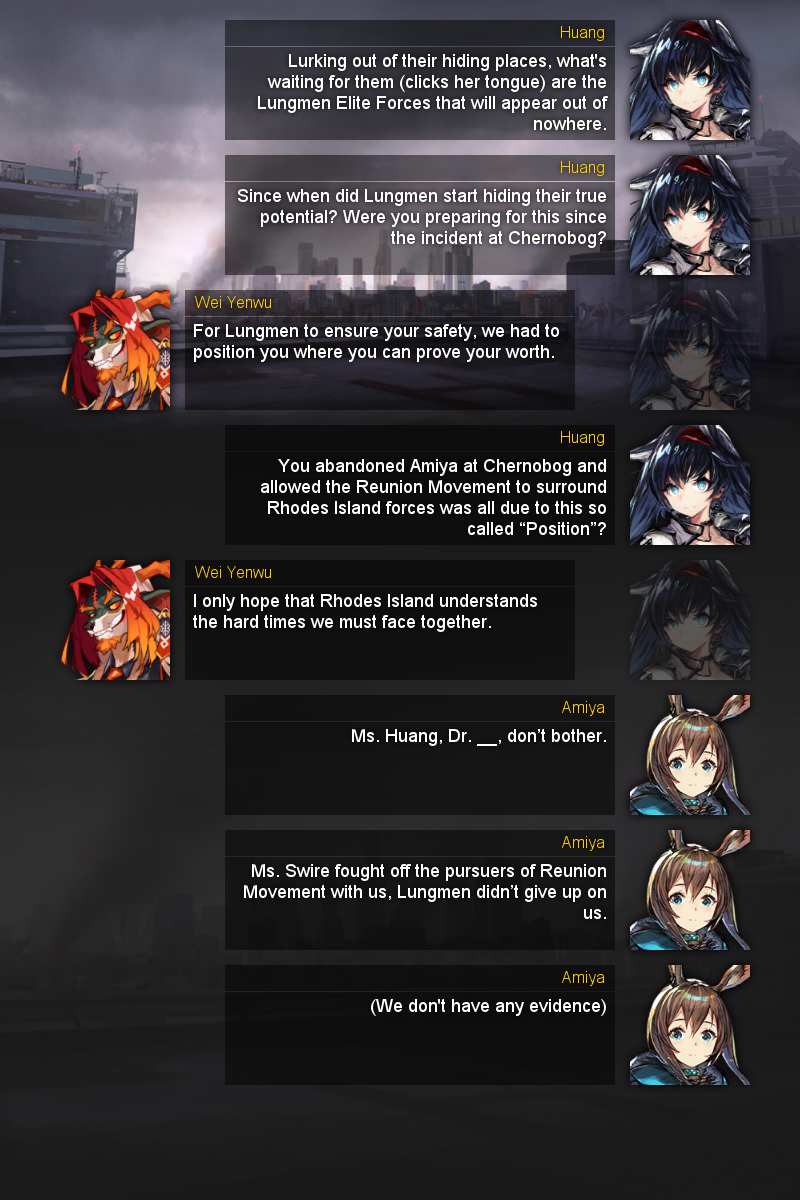 Huang
Lurking out of their hiding places, what's
waiting for them (clicks her tongue) are the
Lungmen Elite Forces that will appear out of
nowhere.
Huang
Since when did Lungmen start hiding their true
potential? Were you preparing for this since
the incident at Chernobog?
Wei Yenwu
For Lungmen to ensure your safety, we had to
position you where you can prove your worth.
Huang
You abandoned Amiya at Chernobog and
allowed the Reunion Movement to surround
Rhodes Island forces was all due to this so
called “Position”?
Wei Yenwu
I only hope that Rhodes Island understands
the hard times we must face together.
Amiya
Ms. Huang, Dr. __, don’t bother.
Amiya
Ms. Swire fought off the pursuers of Reunion
Movement with us, Lungmen didn’t give up on
us.
Amiya
(We don't have any evidence)